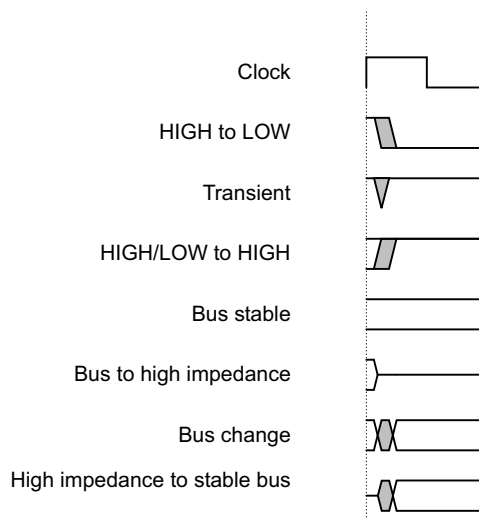 Clock
HIGH to LOW
Transient
HIGH/LOW to HIGH
Bus stable
Bus to high impedance
Bus change
High impedance to stable bus